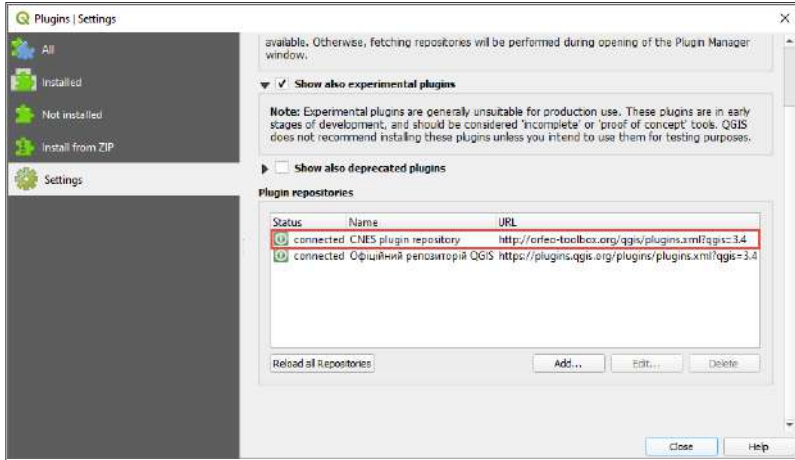 Plugins | Settings
All
Installed
Not installed
Install from ZIP
Settings
available. Otherwise, fetching repositories will be performed during opening of the Plugin Manager
window.
Show also experimental plugins
Note: Experimental plugins are generally unsuitable for production use. These plugins are in early
stages of development, and should be considered 'incomplete' or 'proof of concept' tools. QGIS
does not recommend installing these plugins unless you intend to use them for testing purposes.
Show also deprecated plugins
Plugin repositories
Status Name URL
connected CNES plugin repository http://orfeo-toolbox.org/qgis/plugins.xml?qgis=3.4
connected Офіційний репозиторій QGIS https://plugins.qgis.org/plugins/plugins.xml?qgis=3.4
Reload all Repositories Add... Edit... Delete
Close Help